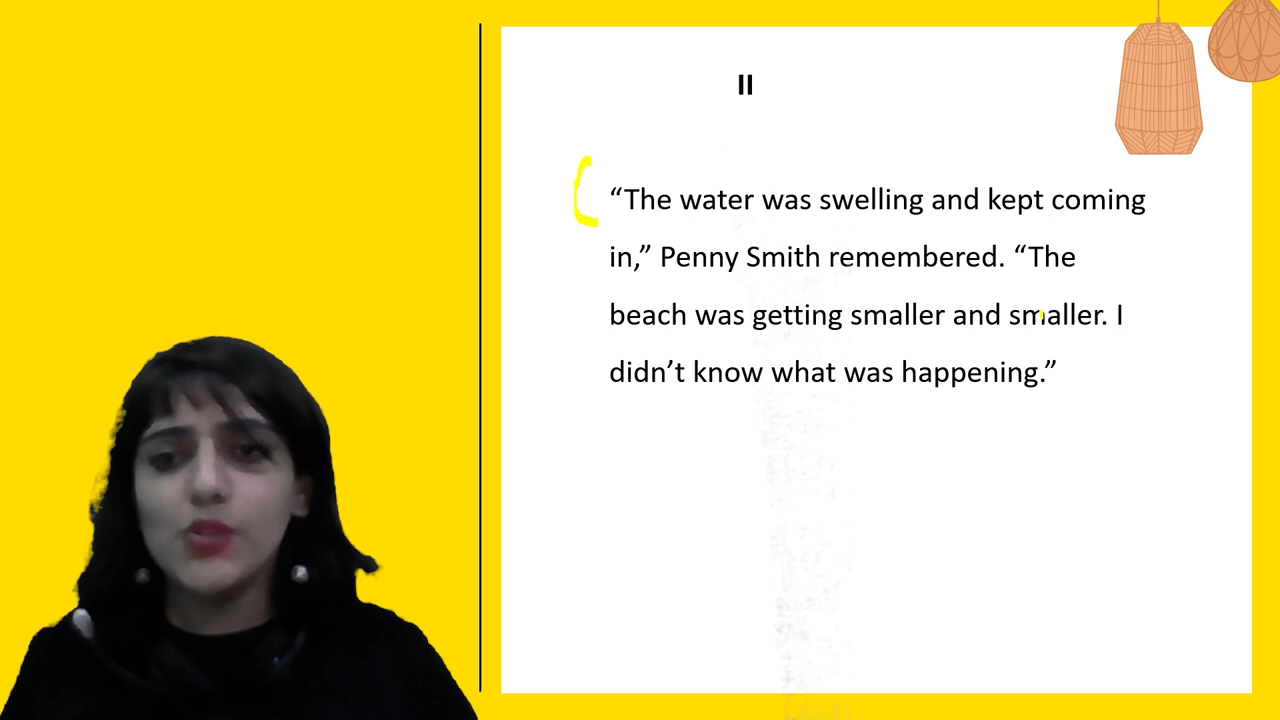 II
“The water was swelling and kept coming
in,” Penny Smith remembered. “The
beach was getting smaller and smaller. I
didn’t know what was happening.”